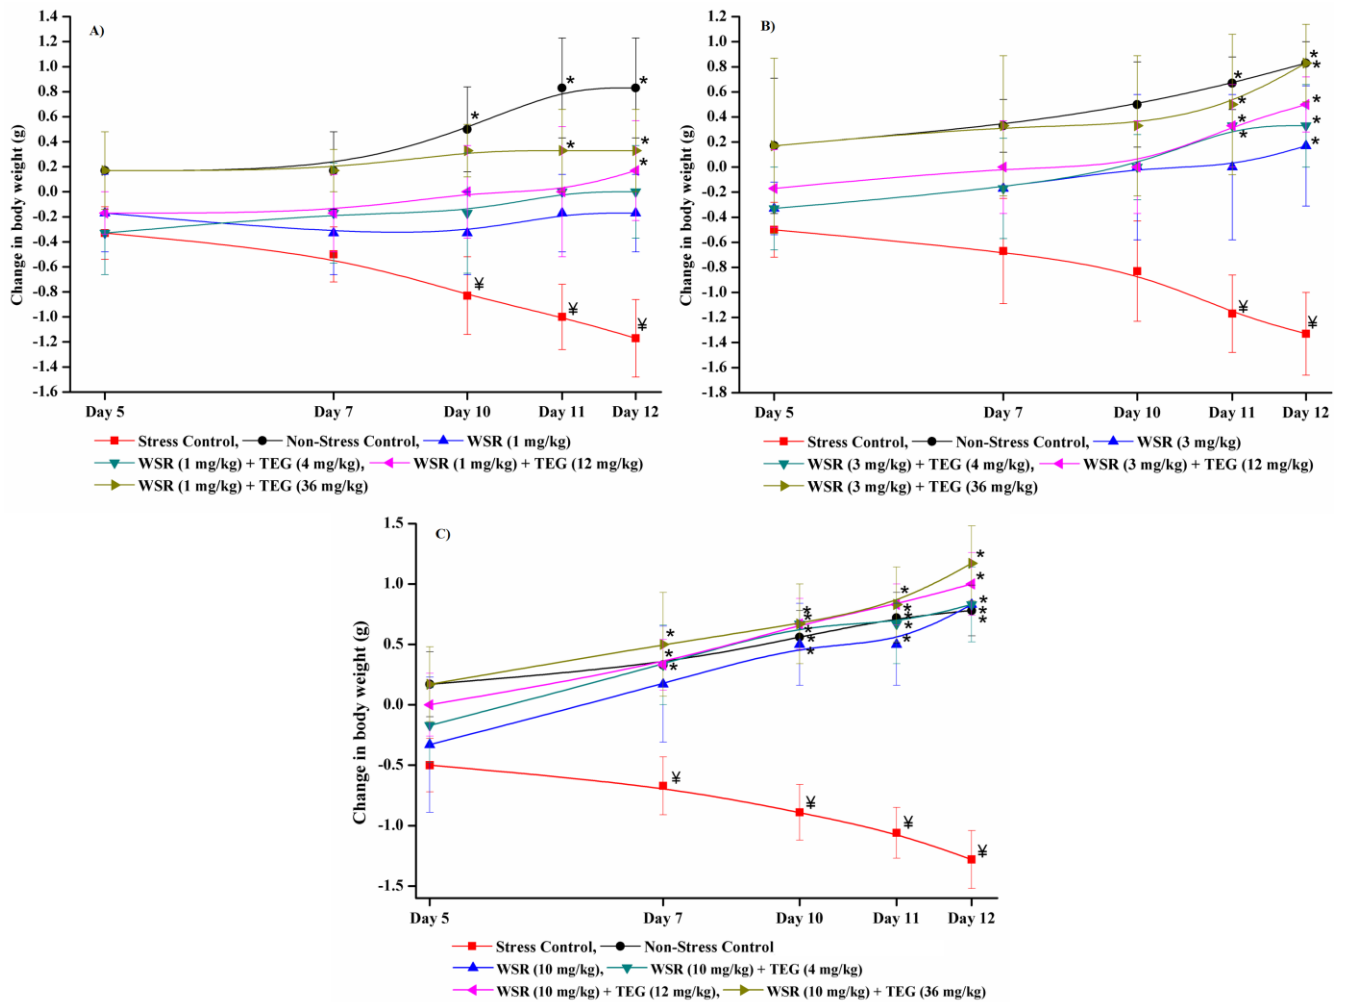 A)
Change in body weight (g)
1.4
1.2
1.0
0.8
0.6
0.4
0.2
0.0
-0.2
-0.4
-0.6
-0.8
-1.0
-1.2
-1.4
-1.6
* * *
* * *
*
¥ ¥ ¥
Day 5 Day 7 Day 10 Day 11 Day 12
Stress Control, Non-Stress Control, WSR (1 mg/kg)
WSR (1 mg/kg) + TEG (4 mg/kg), WSR (1 mg/kg) + TEG (12 mg/kg)
WSR (1 mg/kg) + TEG (36 mg/kg)
B)
Change in body weight (g)
1.2
1.0
0.8
0.6
0.4
0.2
0.0
-0.2
-0.4
-0.6
-0.8
-1.0
-1.2
-1.4
-1.6
-1.8
* * *
* *
* *
* *
¥ ¥
Day 5 Day 7 Day 10 Day 11 Day 12
Stress Control, Non-Stress Control, WSR (3 mg/kg)
WSR (3 mg/kg) + TEG (4 mg/kg), WSR (3 mg/kg) + TEG (12 mg/kg)
WSR (3 mg/kg) + TEG (36 mg/kg)
C)
Change in body weight (g)
1.5
1.0
0.5
0.0
-0.5
-1.0
-1.5
* * *
* * * * *
* * * * *
* * * * *
¥ ¥ ¥ ¥
Day 5 Day 7 Day 10 Day 11 Day 12
Stress Control, Non-Stress Control
WSR (10 mg/kg), WSR (10 mg/kg) + TEG (4 mg/kg)
WSR (10 mg/kg) + TEG (12 mg/kg), WSR (10 mg/kg) + TEG (36 mg/kg)